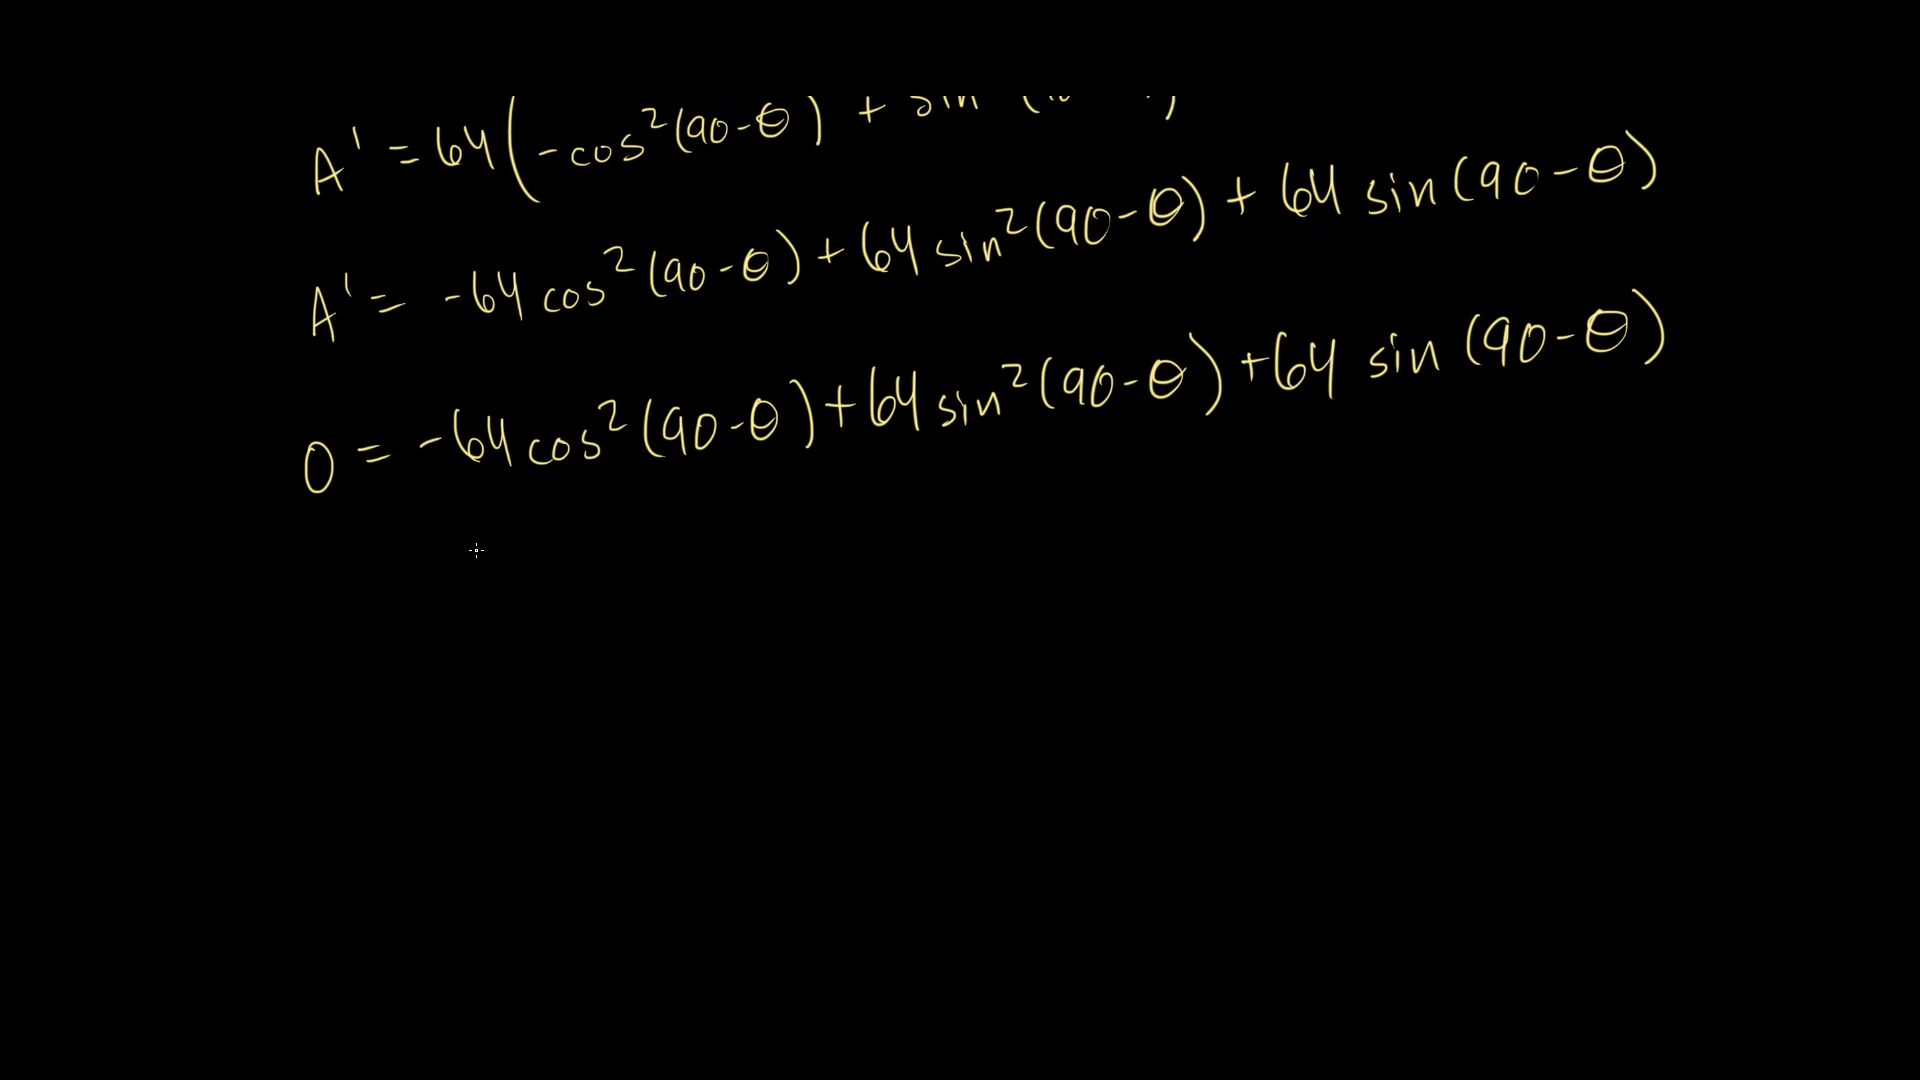 A' = 64(-cos²(90-θ) + sin
A' = -64 cos²(90-θ) + 64 sin²(90-θ) + 64 sin(90-θ)
0 = -64 cos²(90-θ) + 64 sin²(90-θ) + 64 sin (90-θ)